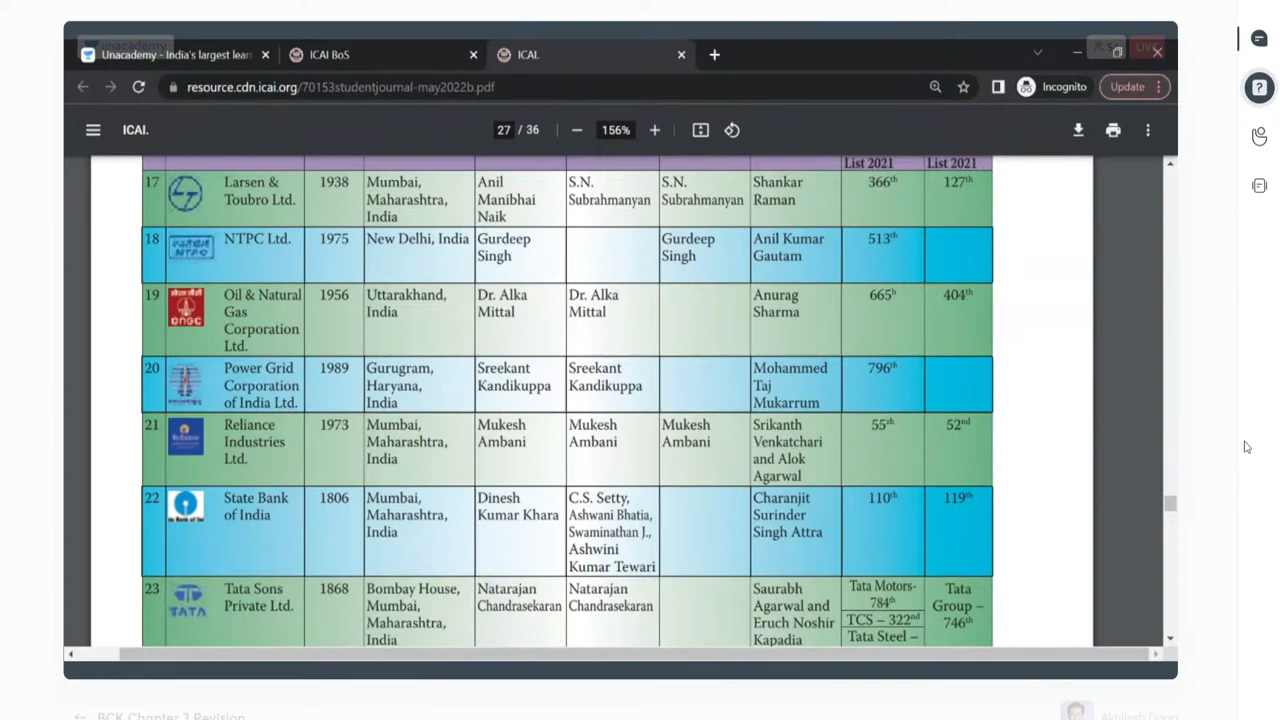 Unacademy - India's largest lear
ICAI BoS
ICAI.
LIVE
resource.cdn.icai.org/70153studentjournal-may2022b.pdf
Incognito
Update
ICAI.
27 / 36
156%
List 2021 List 2021
17 Larsen & Toubro Ltd. 1938 Mumbai, Maharashtra, India Anil Manibhai Naik S.N. Subrahmanyan S.N. Subrahmanyan Shankar Raman 366th 127th
18 NTPC Ltd. 1975 New Delhi, India Gurdeep Singh Gurdeep Singh Anil Kumar Gautam 513th
19 Oil & Natural Gas Corporation Ltd. 1956 Uttarakhand, India Dr. Alka Mittal Dr. Alka Mittal Anurag Sharma 665h 404th
20 Power Grid Corporation of India Ltd. 1989 Gurugram, Haryana, India Sreekant Kandikuppa Sreekant Kandikuppa Mohammed Taj Mukarrum 796th
21 Reliance Industries Ltd. 1973 Mumbai, Maharashtra, India Mukesh Ambani Mukesh Ambani Mukesh Ambani Srikanth Venkatchari and Alok Agarwal 55th 52nd
22 State Bank of India 1806 Mumbai, Maharashtra, India Dinesh Kumar Khara C.S. Setty, Ashwani Bhatia, Swaminathan J., Ashwini Kumar Tewari Charanjit Surinder Singh Attra 110th 119th
23 TATA Tata Sons Private Ltd. 1868 Bombay House, Mumbai, Maharashtra, India Natarajan Chandrasekaran Natarajan Chandrasekaran Saurabh Agarwal and Eruch Noshir Kapadia Tata Motors- 784th TCS – 322nd Tata Steel – Tata Group – 746th
BCK Chapter 3 Revision